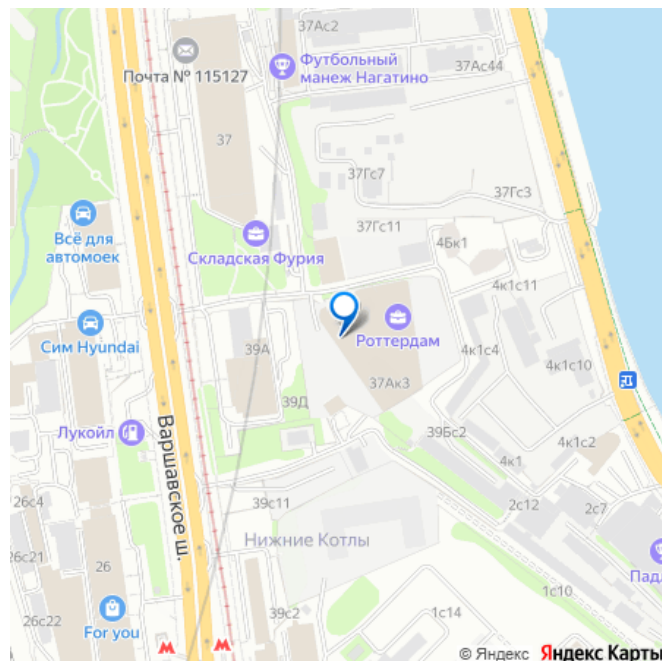 37Ас2
Футбольный
манеж Нагатино
37Ас44
Почта № 115127
37
37Гс7
37Гс3
37Гс11
4Бк1
Всё для
автомоек
Складская Фурия
4к1с11
Сим Hyundai
39А
Роттердам
4к1с4
4к1с10
37Ак3
39Д
Лукойл
Варшавское ш.
39Бс2
4к1с2
4к1
26с4
39с11
2с12
2с7
Нижние Котлы
26с21
26
Пад
1с10
26с22
For you
39с2
1с14
© Яндекс Яндекс Карты